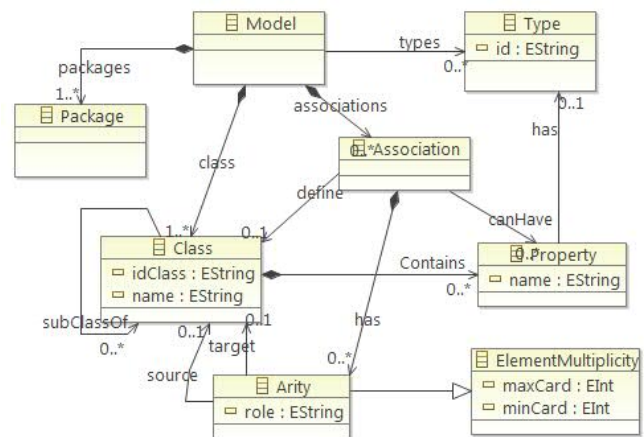 Model
Type
id : EString
types
0..*
packages
1..*
Package
associations
0..1
has
0..*
Association
class
define
canHave
1..*
0..1
Class
idClass : EString
name : EString
Contains
0..*
0..*
Property
name : EString
subClassOf
0..*
0..1
0..1
target
has
source
0..*
Arity
role : EString
ElementMultiplicity
maxCard : EInt
minCard : EInt